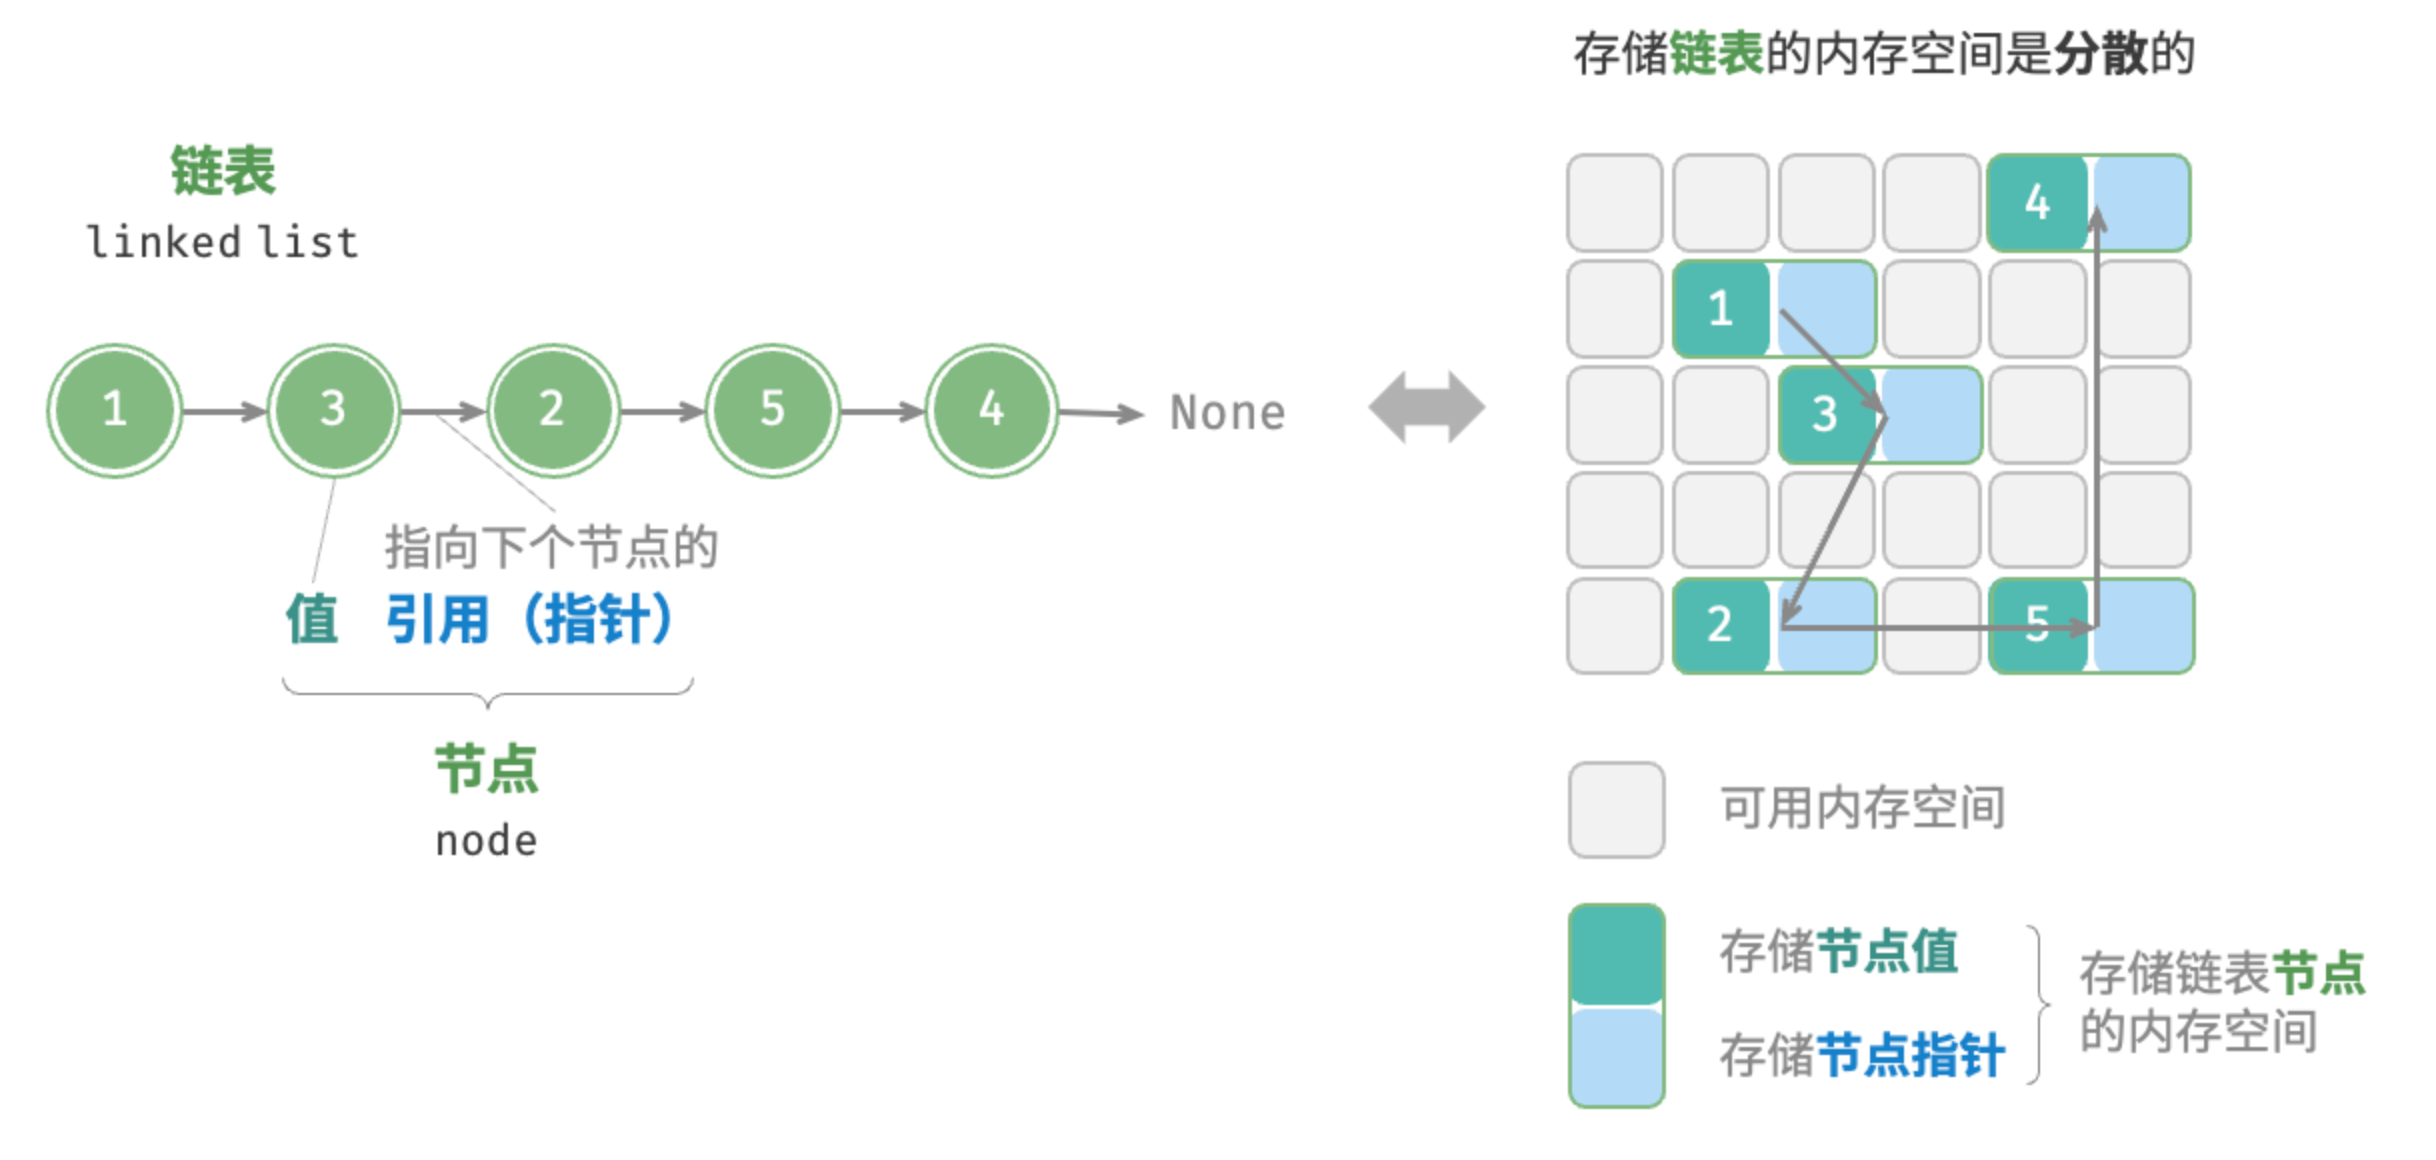 链表
linked list
1
3
2
5
4
None
指向下个节点的
值 引用（指针）
节点
node
存储链表的内存空间是分散的
4
1
3
2
5
可用内存空间
存储节点值
存储节点指针
存储链表节点
的内存空间